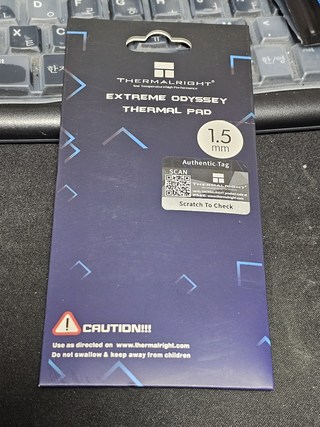 THERMALRIGHT®
EXTREME ODYSSEY
THERMAL PAD
1.5
mm
Authentic Tag
SCAN
THERMALRIGHT
Scratch To Check
CAUTION!!!
Use as directed on www.thermalright.com
Do not swallow & keep away from children